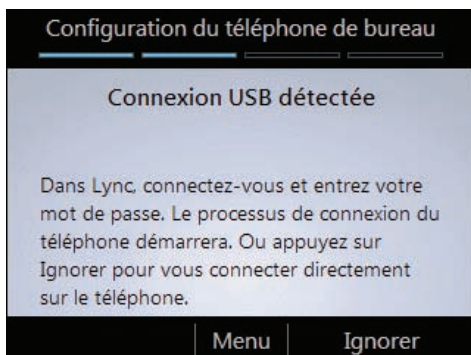 Configuration du téléphone de bureau
Connexion USB détectée
Dans Lync, connectez-vous et entrez votre
mot de passe. Le processus de connexion du
téléphone démarrera. Ou appuyez sur
Ignorer pour vous connecter directement
sur le téléphone.
Menu Ignorer